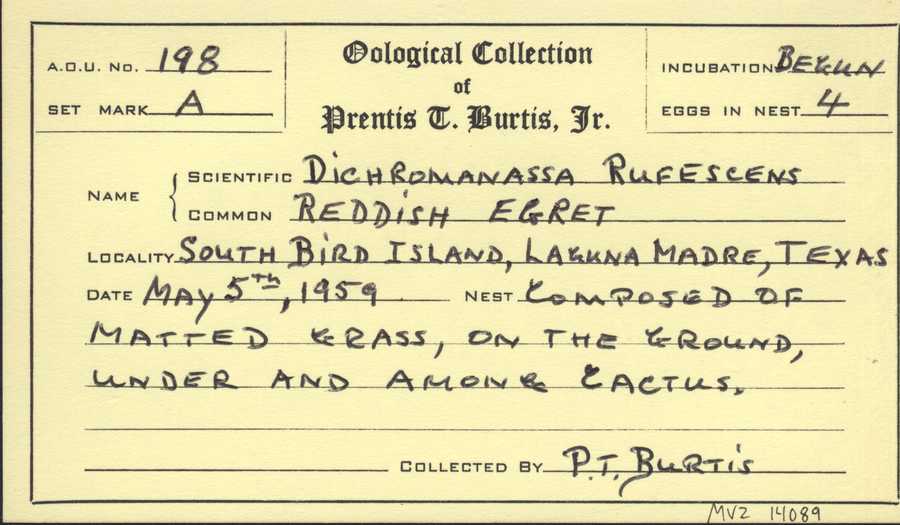 A.O.U. No. 198
SET MARK A
Oological Collection
of
Prentis T. Burtis, Jr.
INCUBATION BEGUN
EGGS IN NEST 4
NAME
SCIENTIFIC DICHROMANASSA RUFESCENS
COMMON REDDISH EGRET
LOCALITY SOUTH BIRD ISLAND, LAGUNA MADRE, TEXAS
DATE MAY 5TH, 1959 NEST COMPOSED OF
MATTED GRASS, ON THE GROUND,
UNDER AND AMONG CACTUS.
COLLECTED BY P.T. BURTIS
MVZ 14089